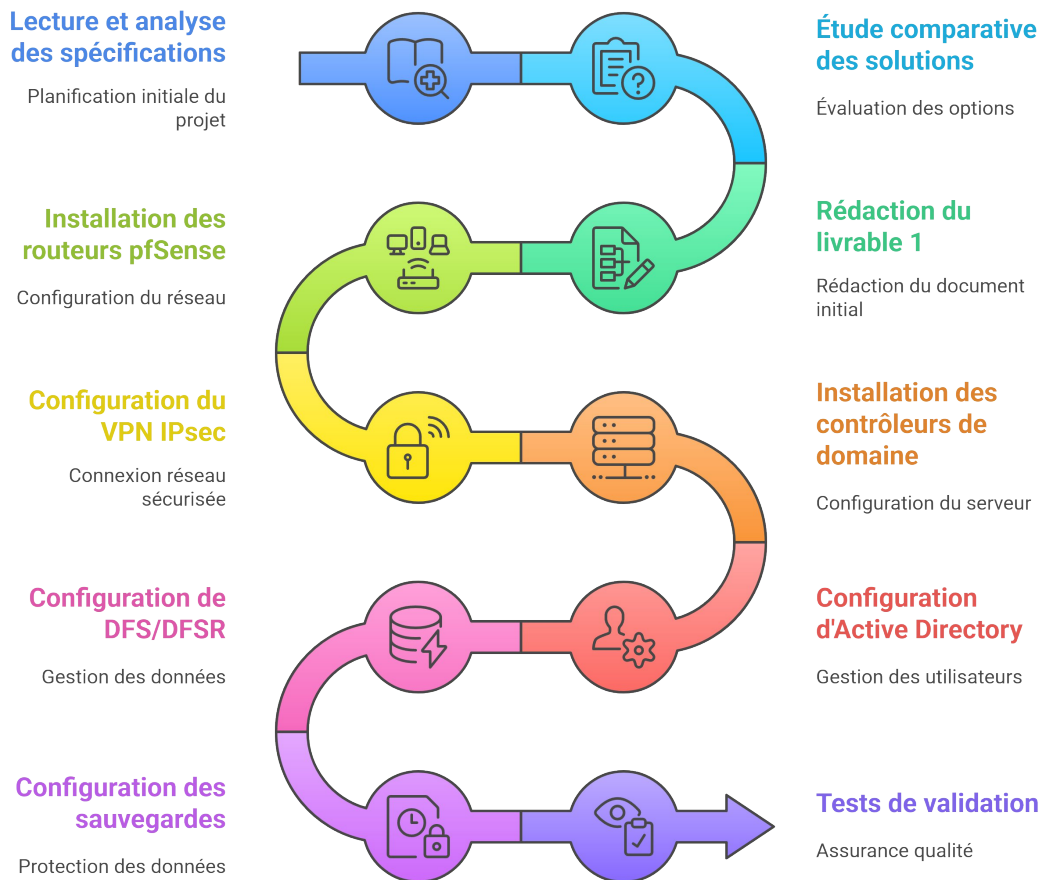 Lecture et analyse
des spécifications
Planification initiale du
projet
Étude comparative
des solutions
Évaluation des options
Rédaction du
livrable 1
Rédaction du document
initial
Installation des
routeurs pfSense
Configuration du réseau
Configuration du
VPN IPsec
Connexion réseau
sécurisée
Installation des
contrôleurs de
domaine
Configuration du serveur
Configuration
d'Active Directory
Gestion des utilisateurs
Configuration de
DFS/DFSR
Gestion des données
Configuration des
sauvegardes
Protection des données
Tests de validation
Assurance qualité